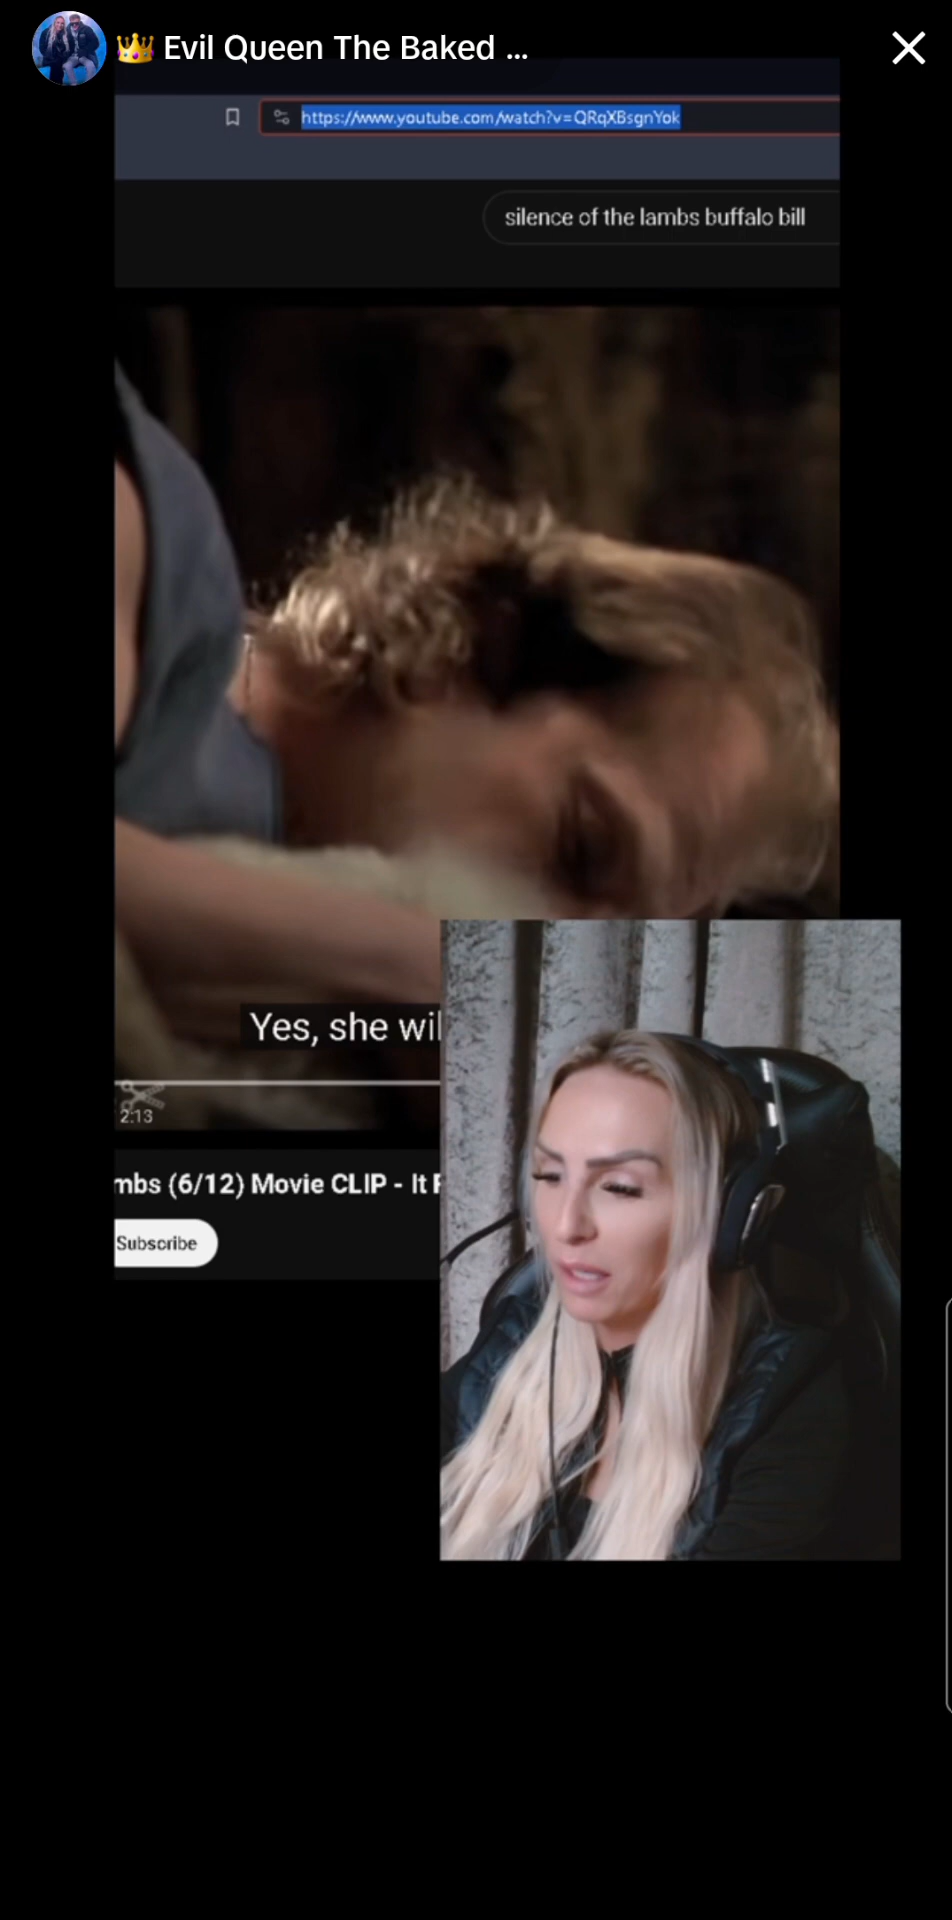 👑 Evil Queen The Baked ...
https://www.youtube.com/watch?v=QRqXBsgnYok
silence of the lambs buffalo bill
Yes, she wil
2:13
mbs (6/12) Movie CLIP - It
Subscribe